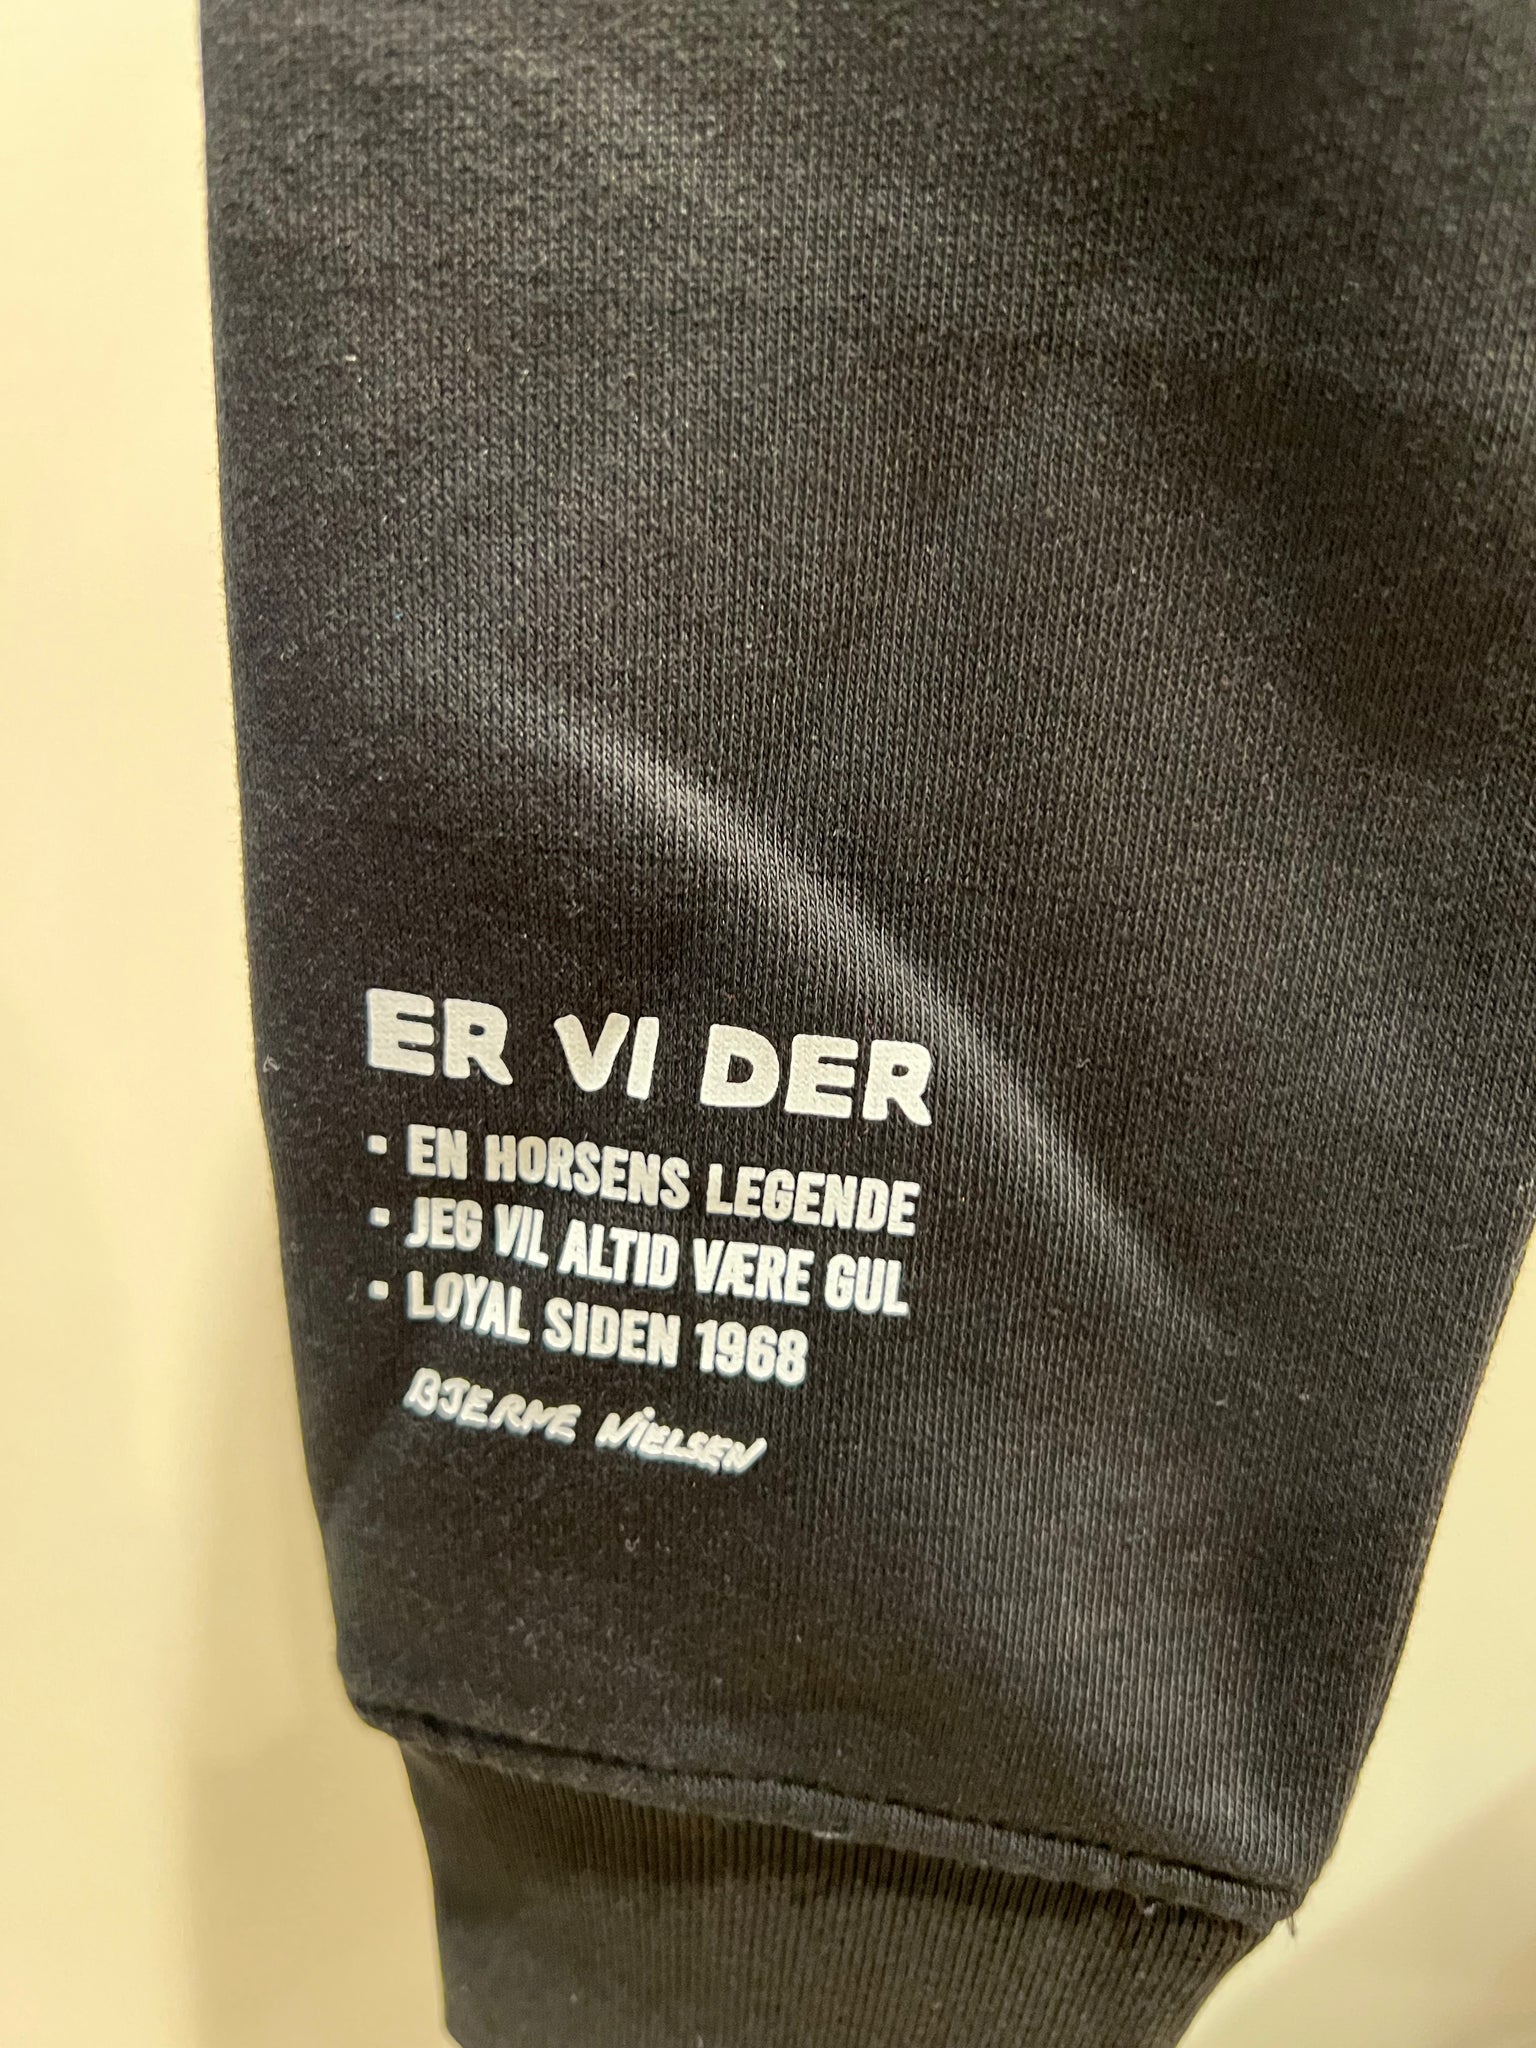 ER VI DER
• EN HORSENS LEGENDE
• JEG VIL ALTID VÆRE GUL
• LOYAL SIDEN 1968
BJERNE NIELSEN